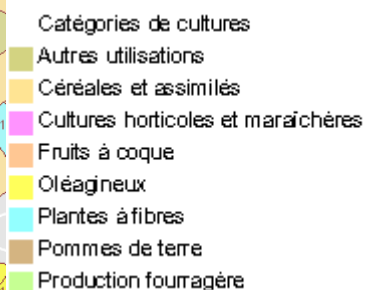 Catégories de cultures
Autres utilisations
Céréales et assimilés
Cultures horticoles et maraîchères
Fruits à coque
Oléagineux
Plantes à fibres
Pommes de terre
Production fourragère